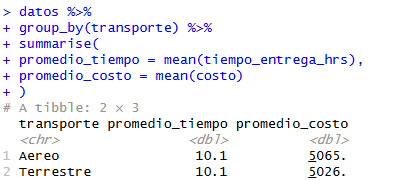 > datos %>%
+ group_by(transporte) %>%
+ summarise(
+ promedio_tiempo = mean(tiempo_entrega_hrs),
+ promedio_costo = mean(costo)
+ )
# A tibble: 2 × 3
  transporte promedio_tiempo promedio_costo
  <chr>                <dbl>          <dbl>
1 Aereo                 10.1          5065.
2 Terrestre             10.1          5026.